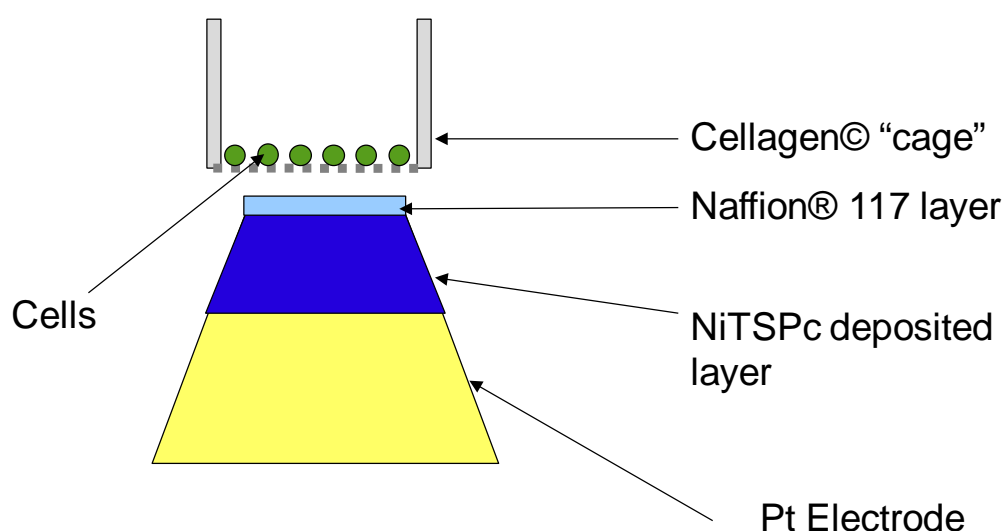 Cellagen© “cage”
Naffion® 117 layer
Cells
NiTSPc deposited
layer
Pt Electrode